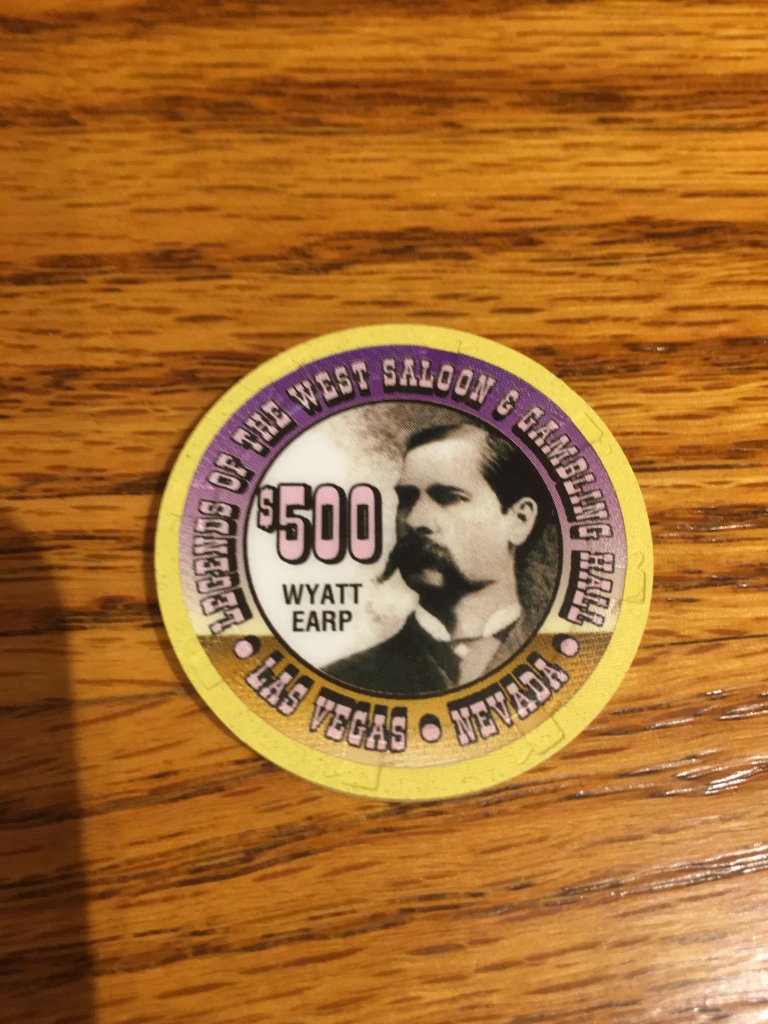 LEGENDS OF THE WEST SALOON & GAMBLING HALL
$500
WYATT
EARP
LAS VEGAS • NEVADA